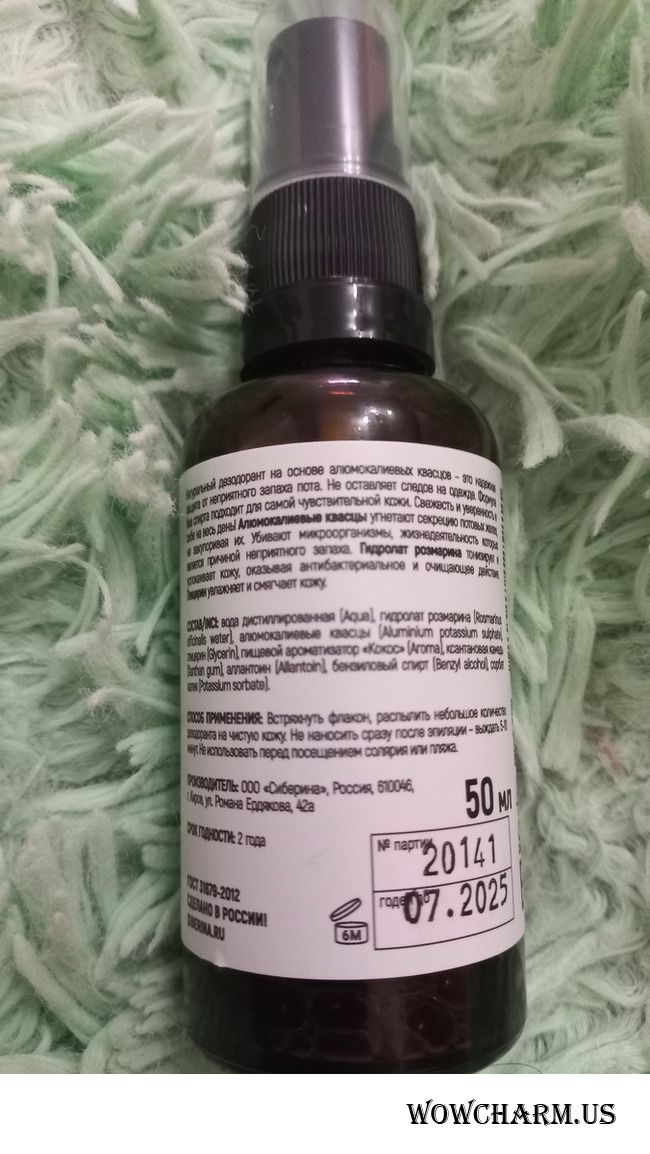 Натуральный дезодорант на основе алюмокалиевых квасцов – это надежная
защита от неприятного запаха пота. Не оставляет следов на одежде. Формула
без спирта подходит для самой чувствительной кожи. Свежесть и уверенность в
себе на весь день! Алюмокалиевые квасцы угнетают секрецию потовых желез,
не закупоривая их. Убивают микроорганизмы, жизнедеятельность которых
является причиной неприятного запаха. Гидролат розмарина тонизирует и
успокаивает кожу, оказывая антибактериальное и очищающее действие.
Глицерин увлажняет и смягчает кожу.
СОСТАВ/INCI: вода дистиллированная (Aqua), гидролат розмарина (Rosmarinus
officinalis water), алюмокалиевые квасцы (Aluminium potassium sulphate),
глицерин (Glycerin), пищевой ароматизатор «Кокос» (Aroma), ксантановая камедь
(Xanthan gum), аллантоин (Allantoin), бензиловый спирт (Benzyl alcohol), сорбат
калия (Potassium sorbate).
СПОСОБ ПРИМЕНЕНИЯ: Встряхнуть флакон, распылить небольшое количество
дезодоранта на чистую кожу. Не наносить сразу после эпиляции – выждать 5-10
минут. Не использовать перед посещением солярия или пляжа.
ПРОИЗВОДИТЕЛЬ: ООО «Сиберина», Россия, 610046,
г. Киров, ул. Романа Ердякова, 42а
50 мл
СРОК ГОДНОСТИ: 2 года
№ партии
20141
годен до
07.2025
ГОСТ 31679-2012
СДЕЛАНО В РОССИИ!
SIBERINA.RU
6M
WOWCHARM.US